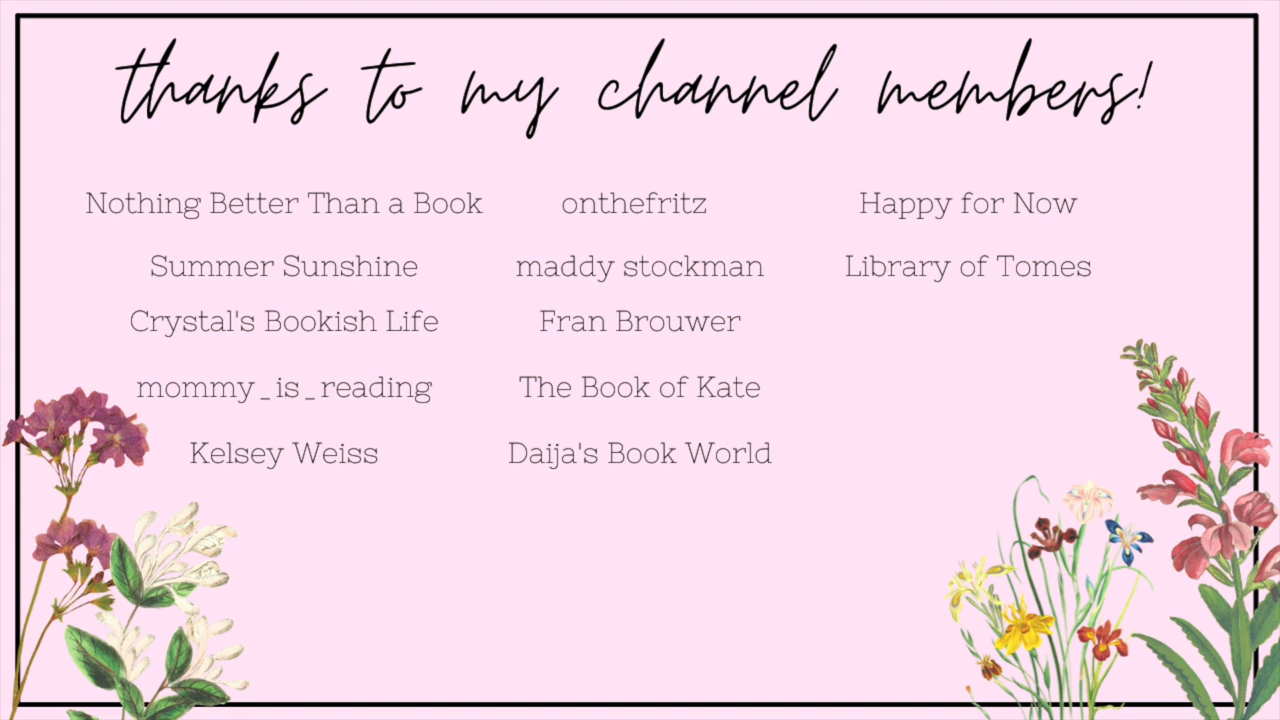 thanks to my channel members!
Nothing Better Than a Book
Summer Sunshine
Crystal's Bookish Life
mommy_is_reading
Kelsey Weiss
onthefritz
maddy stockman
Fran Brouwer
The Book of Kate
Daija's Book World
Happy for Now
Library of Tomes